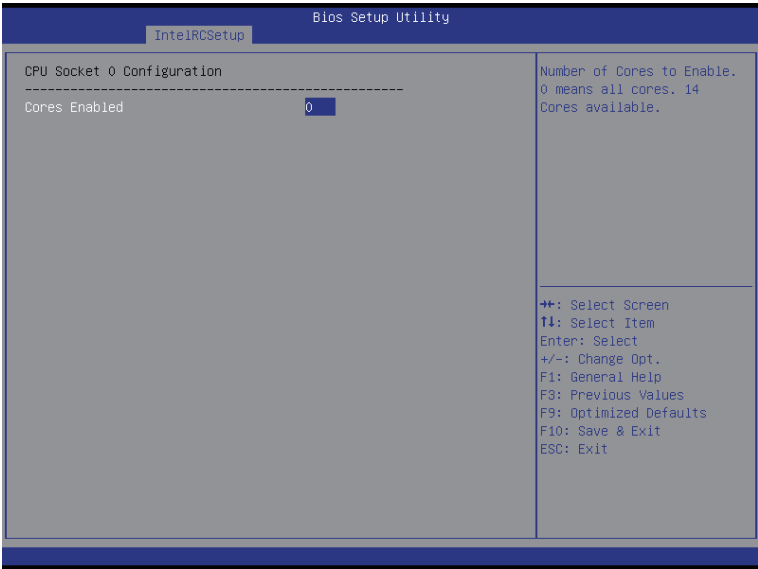 Bios Setup Utility
IntelRCSetup
CPU Socket 0 Configuration
--------------------------------------------------
Cores Enabled 0
Number of Cores to Enable.
0 means all cores. 14
Cores available.
→←: Select Screen
↑↓: Select Item
Enter: Select
+/-: Change Opt.
F1: General Help
F3: Previous Values
F9: Optimized Defaults
F10: Save & Exit
ESC: Exit